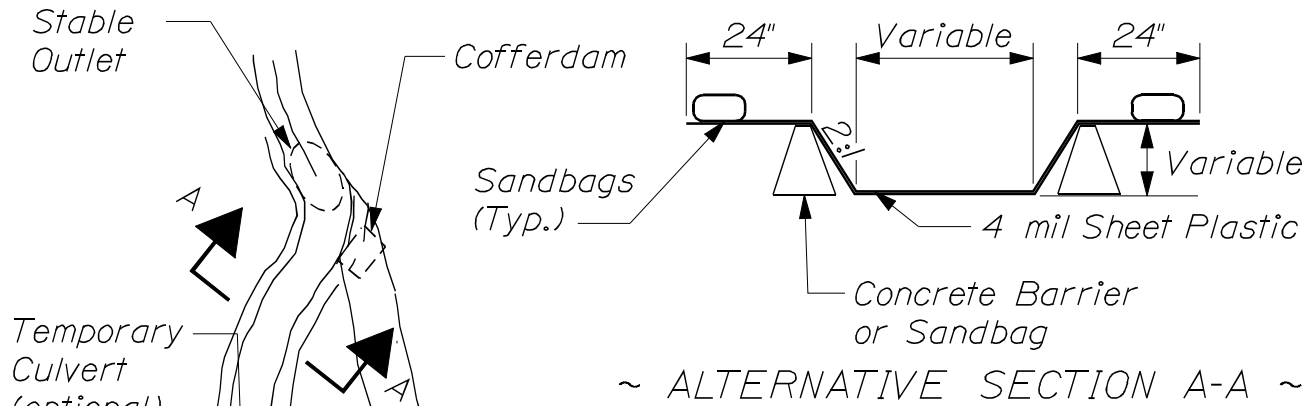 Stable
Outlet
Cofferdam
A
A
Temporary
Culvert
(optional)
24"
Variable
24"
2:1
Variable
Sandbags
(Typ.)
4 mil Sheet Plastic
Concrete Barrier
or Sandbag
~ ALTERNATIVE SECTION A-A ~